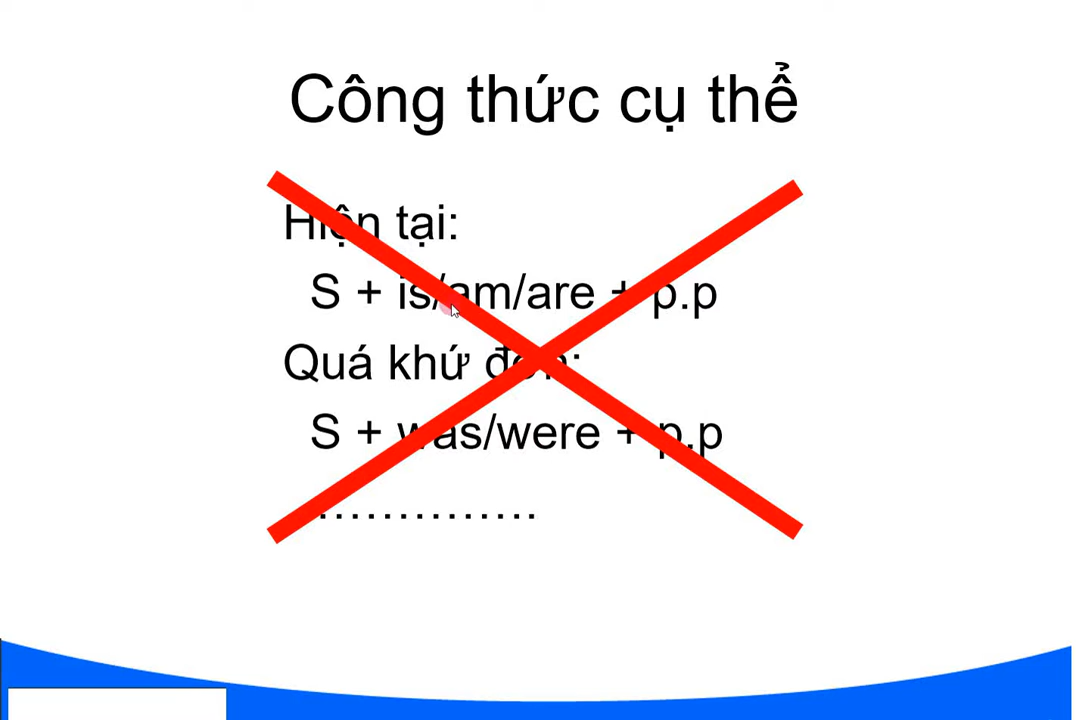 Công thức cụ thể
Hiện tại:
S + is/am/are + p.p
Quá khứ đơn:
S + was/were + p.p
…………..